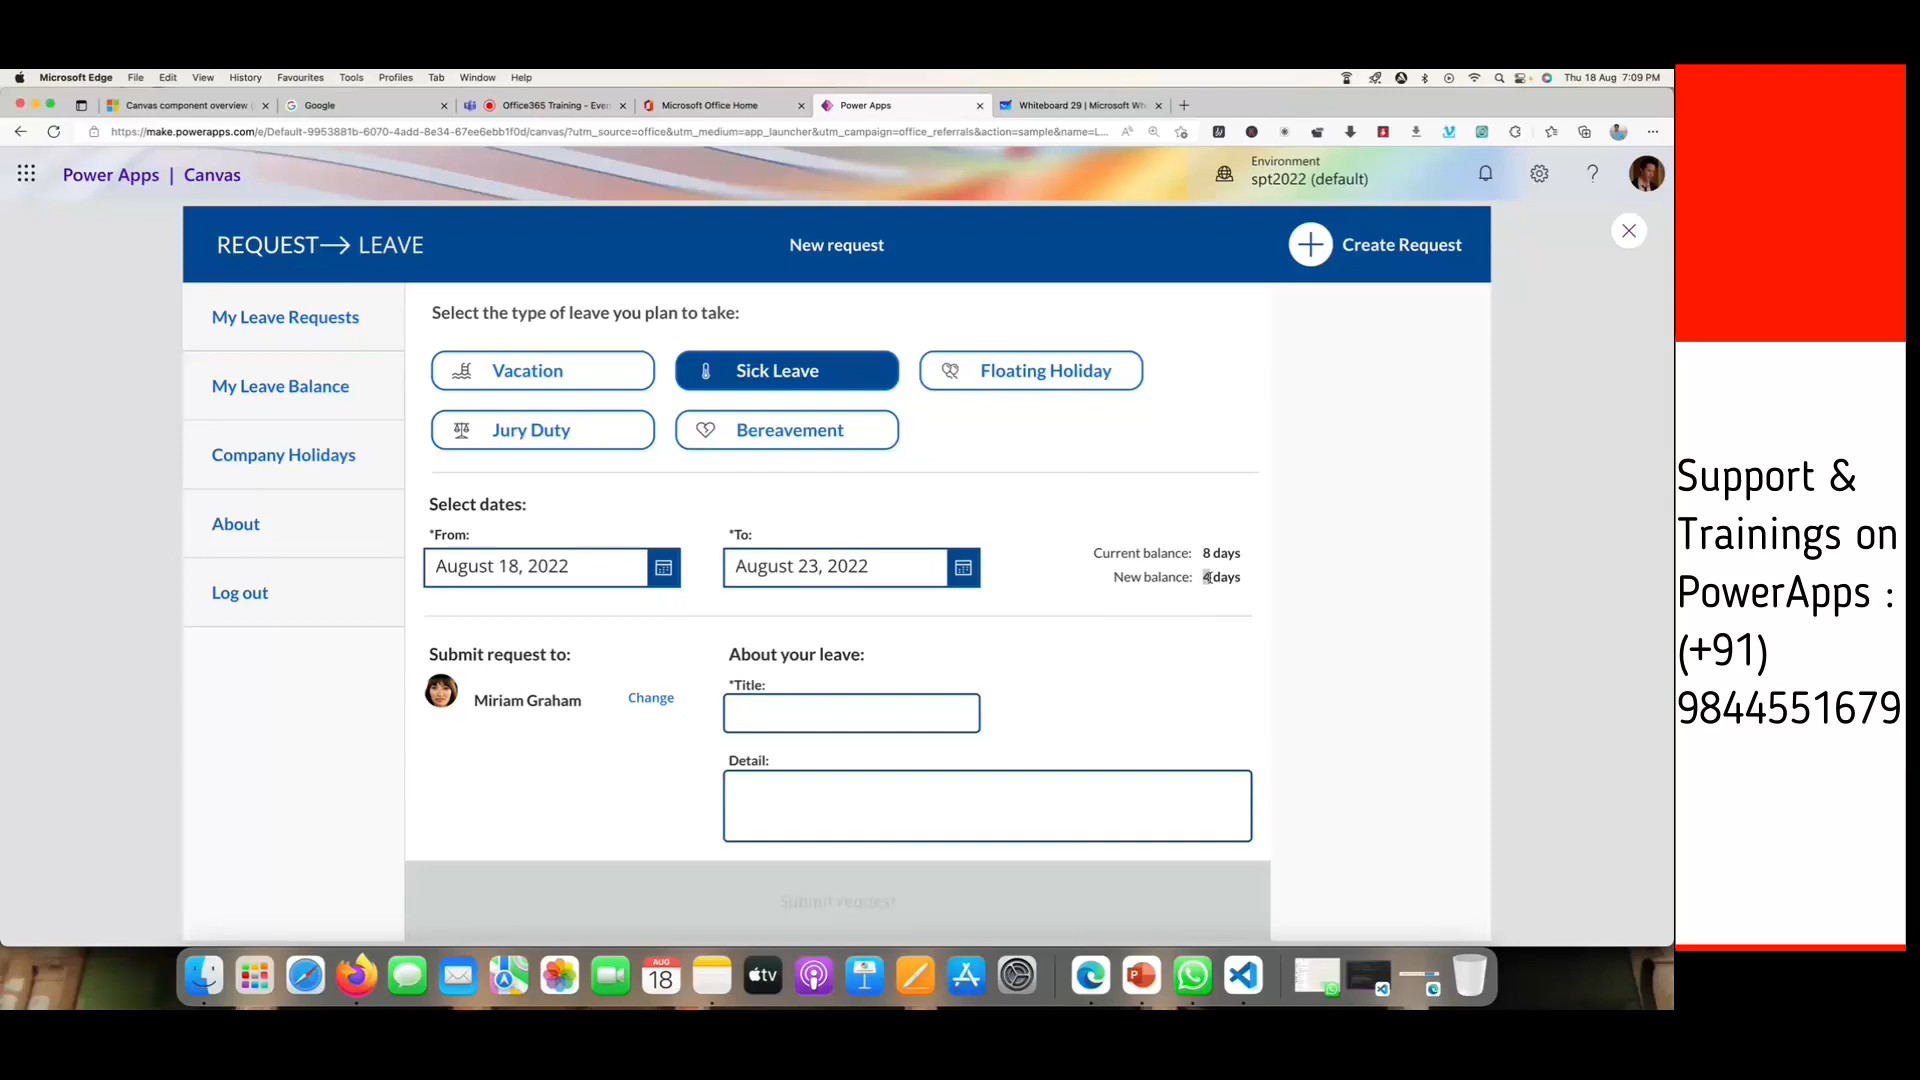 Microsoft Edge File Edit View History Favourites Tools Profiles Tab Window Help Thu 18 Aug 7:09 PM
Canvas component overview Google Office365 Training - Even Microsoft Office Home Power Apps Whiteboard 29 | Microsoft Wh
https://make.powerapps.com/e/Default-9953881b-6070-4add-8e34-67ee6ebb1f0d/canvas/?utm_source=office&utm_medium=app_launcher&utm_campaign=office_referrals&action=sample&name=L...
Power Apps | Canvas
Environment
spt2022 (default)
REQUEST→ LEAVE New request Create Request
My Leave Requests
My Leave Balance
Company Holidays
About
Log out
Select the type of leave you plan to take:
Vacation Sick Leave Floating Holiday
Jury Duty Bereavement
Select dates:
*From: *To:
August 18, 2022 August 23, 2022
Current balance: 8 days
New balance: 4 days
Submit request to: About your leave:
*Title:
Miriam Graham Change
Detail:
Submit request
AUG
18
tv
Support &
Trainings on
PowerApps :
(+91)
9844551679